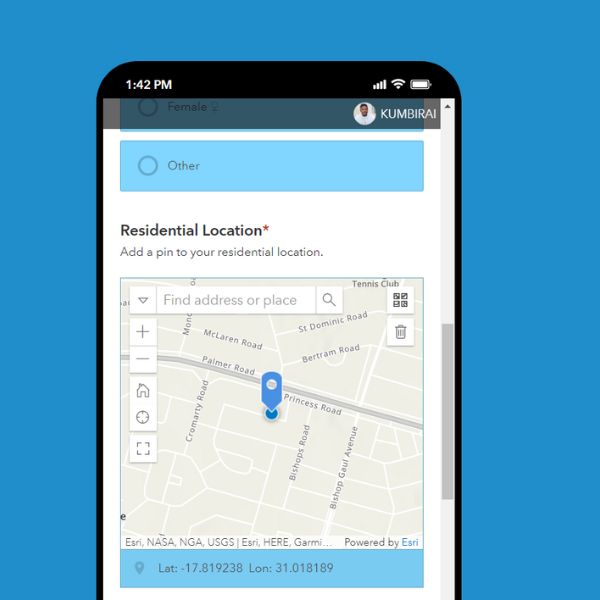 1:42 PM
Female
KUMBIRAI
Other
Residential Location*
Add a pin to your residential location.
Tennis Club
Find address or place
St Dominic Road
McLaren Road
Bertram Road
Palmer Road
Princess Road
Cromarty Road
Bishops Road
Bishop Gaul Avenue
e
Esri, NASA, NGA, USGS | Esri, HERE, Garmi... Powered by Esri
Lat: -17.819238 Lon: 31.018189